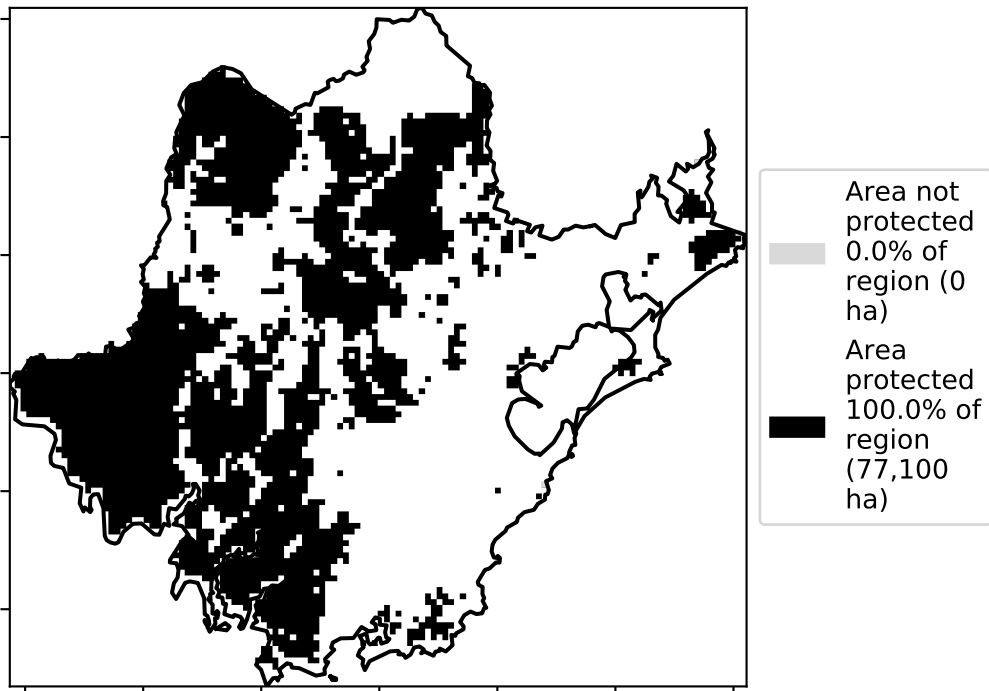 Area not
protected
0.0% of
region (0
ha)
Area
protected
100.0% of
region
(77,100
ha)